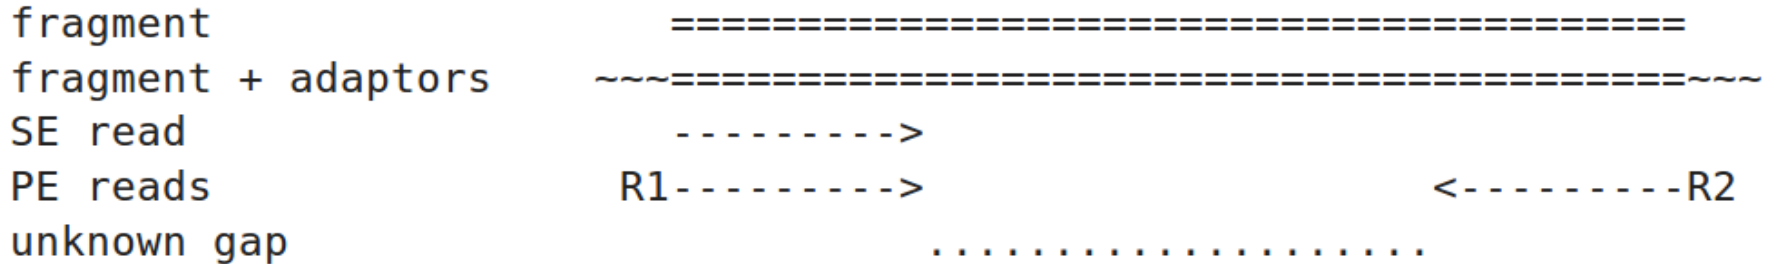 fragment                  ========================================
fragment + adaptors    ~~~========================================~~~
SE read                   --------->
PE reads                R1--------->                    <---------R2
unknown gap                         ....................